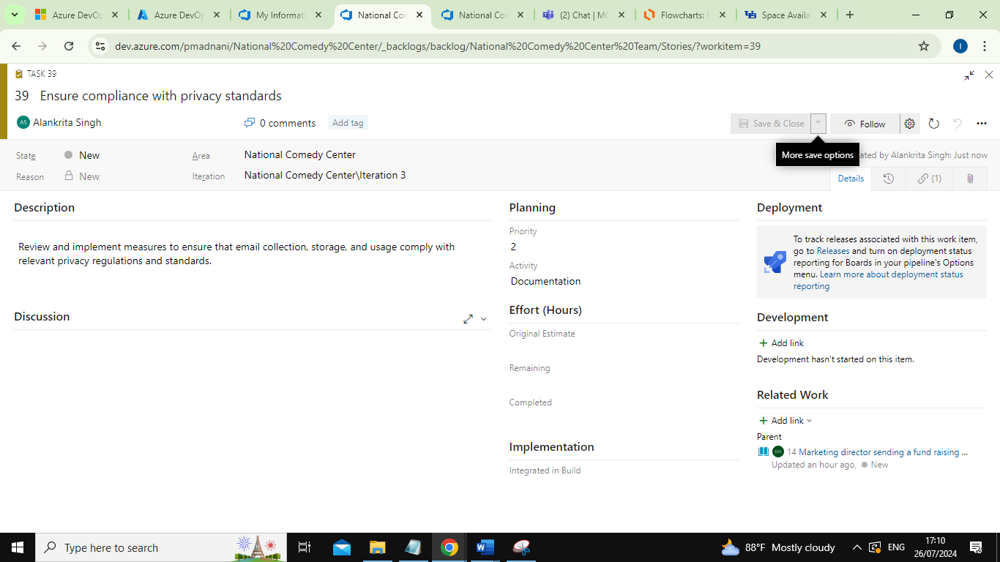 Azure DevOp
Azure DevOp
My Informati
National Cor
National Cor
(2) Chat | MC
Flowcharts: L
Space Availa
dev.azure.com/pmadnani/National%20Comedy%20Center/_backlogs/backlog/National%20Comedy%20Center%20Team/Stories/?workitem=39
I
TASK 39
39 Ensure compliance with privacy standards
AS Alankrita Singh
0 comments
Add tag
Save & Close
Follow
More save options
State
New
Area
National Comedy Center
ated by Alankrita Singh: Just now
Reason
New
Iteration
National Comedy Center\Iteration 3
Details
(1)
Description
Review and implement measures to ensure that email collection, storage, and usage comply with
relevant privacy regulations and standards.
Discussion
Planning
Priority
2
Activity
Documentation
Effort (Hours)
Original Estimate
Remaining
Completed
Implementation
Integrated in Build
Deployment
To track releases associated with this work item,
go to Releases and turn on deployment status
reporting for Boards in your pipeline's Options
menu. Learn more about deployment status
reporting
Development
Add link
Development hasn't started on this item.
Related Work
Add link
Parent
DH 14 Marketing director sending a fund raising ...
Updated an hour ago, New
Type here to search
88°F Mostly cloudy
ENG
17:10
26/07/2024